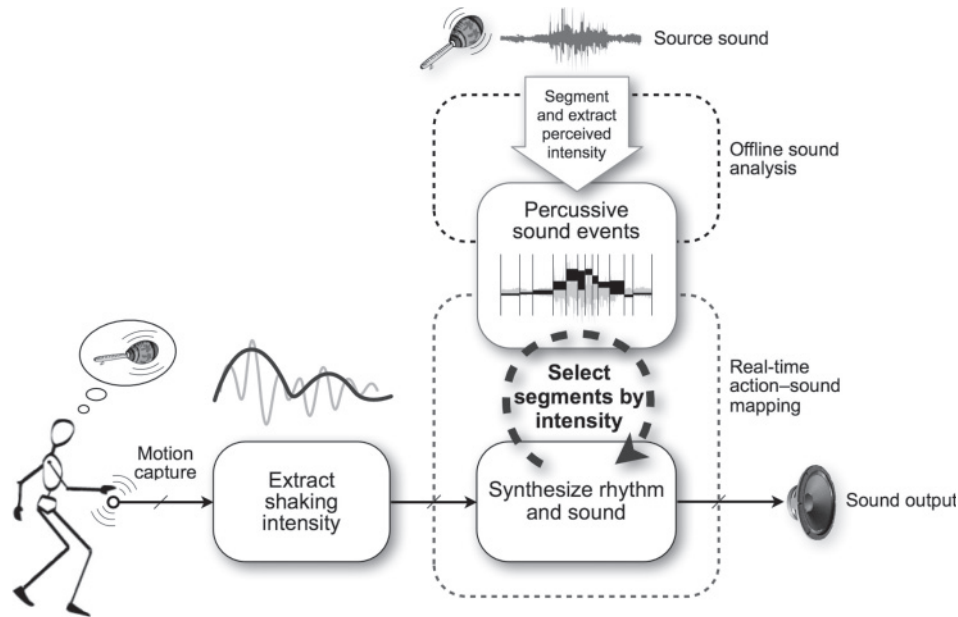 Source sound
Segment
and extract
perceived
intensity
Offline sound
analysis
Percussive
sound events
Real-time
action–sound
mapping
Select
segments by
intensity
Motion
capture
Extract
shaking
intensity
Synthesize rhythm
and sound
Sound output